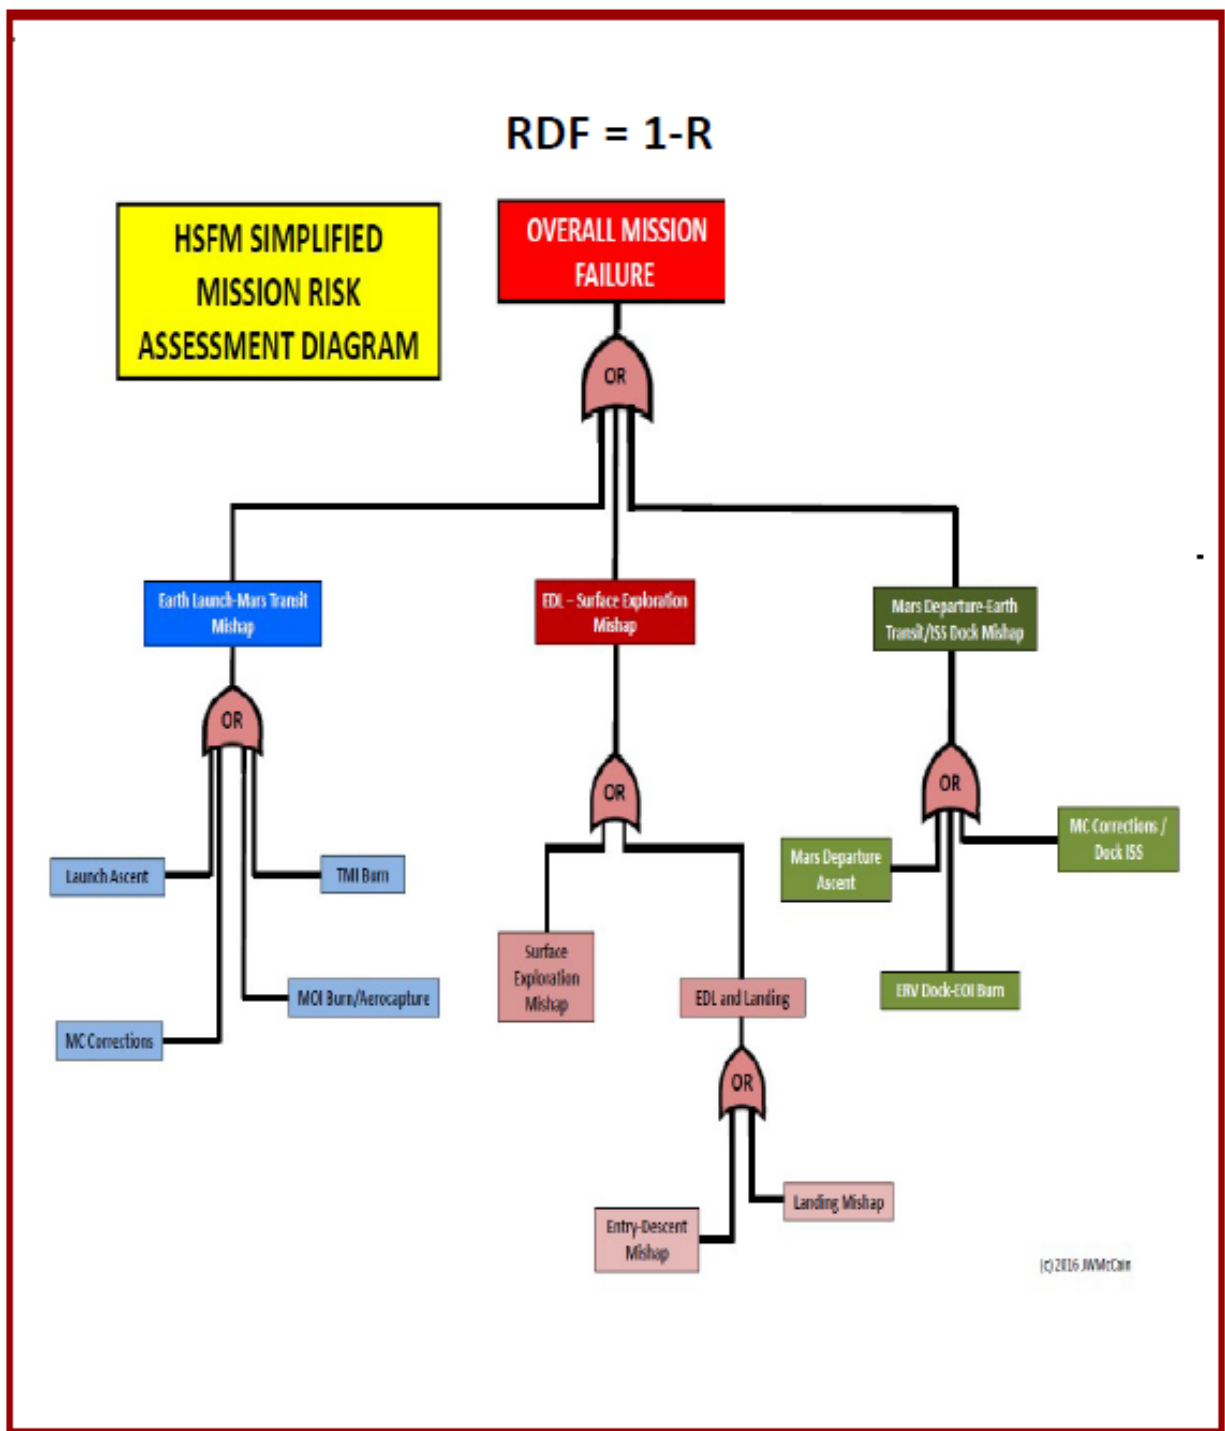 RDF = 1-R
HSFM SIMPLIFIED
MISSION RISK
ASSESSMENT DIAGRAM
OVERALL MISSION
FAILURE
OR
Earth Launch-Mars Transit
Mishap
EDL – Surface Exploration
Mishap
Mars Departure-Earth
Transit/ISS Dock Mishap
OR
OR
OR
Launch Ascent
TMI Burn
MOI Burn/Aerocapture
MC Corrections
Surface
Exploration
Mishap
EDL and Landing
Mars Departure
Ascent
MC Corrections /
Dock ISS
ERV Dock-EOI Burn
OR
Entry-Descent
Mishap
Landing Mishap
(c) 2016 JWMcCain